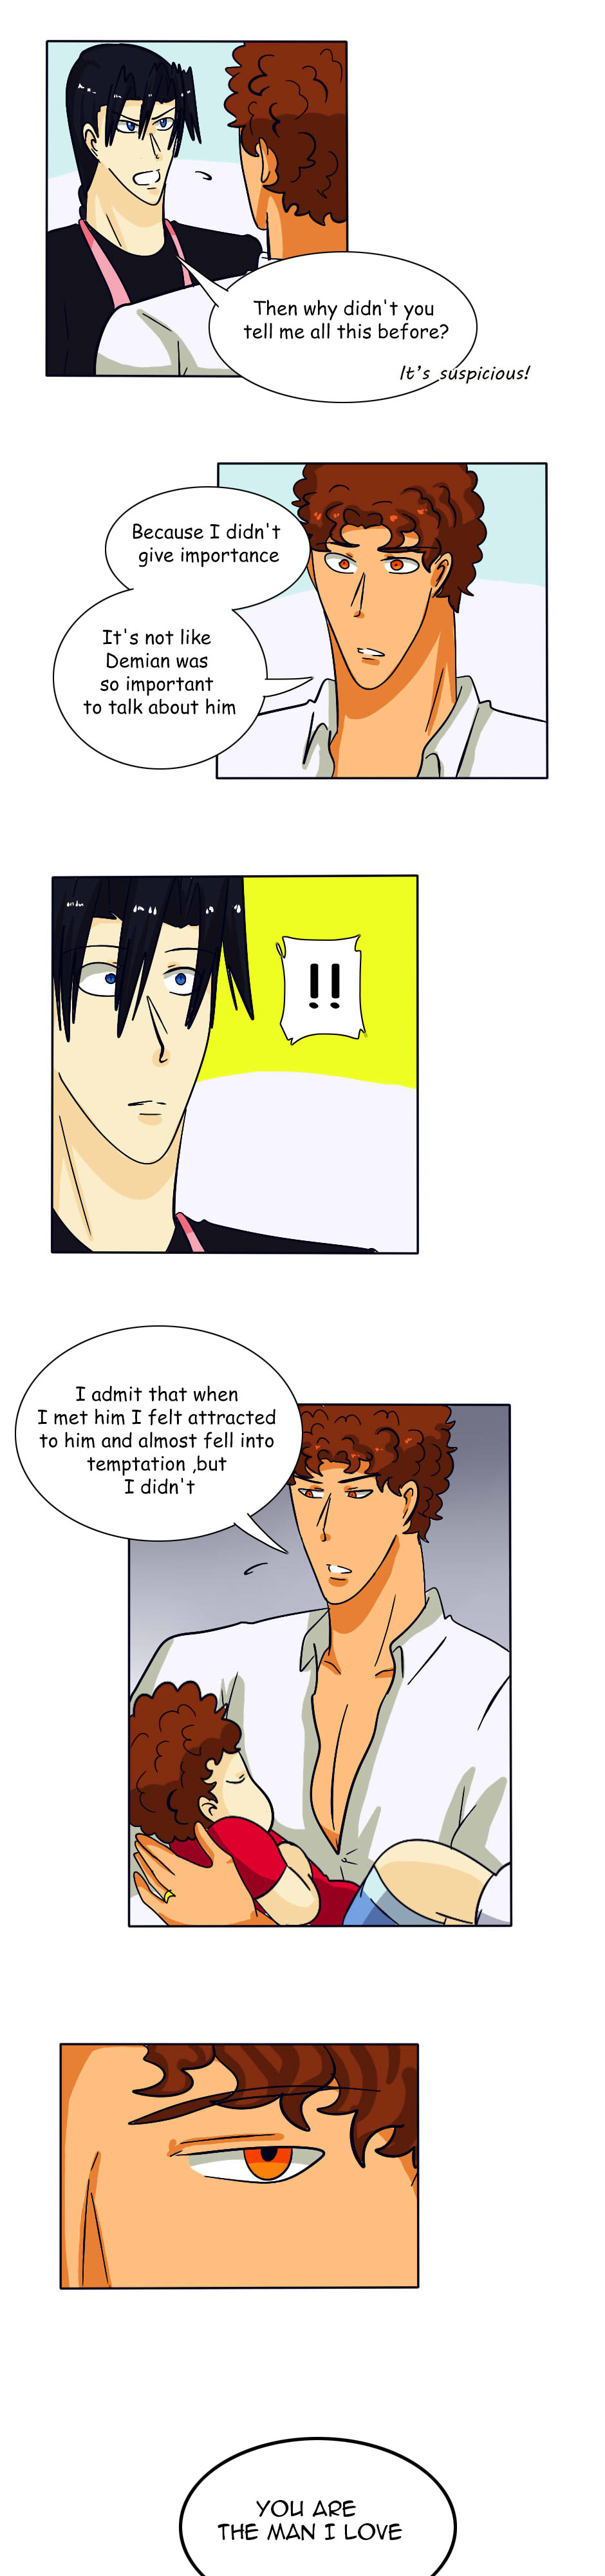 Then why didn't you
tell me all this before?
It's suspicious!
Because I didn't
give importance
It's not like
Demian was
so important
to talk about him
!!
I admit that when
I met him I felt attracted
to him and almost fell into
temptation ,but
I didn't
YOU ARE
THE MAN I LOVE